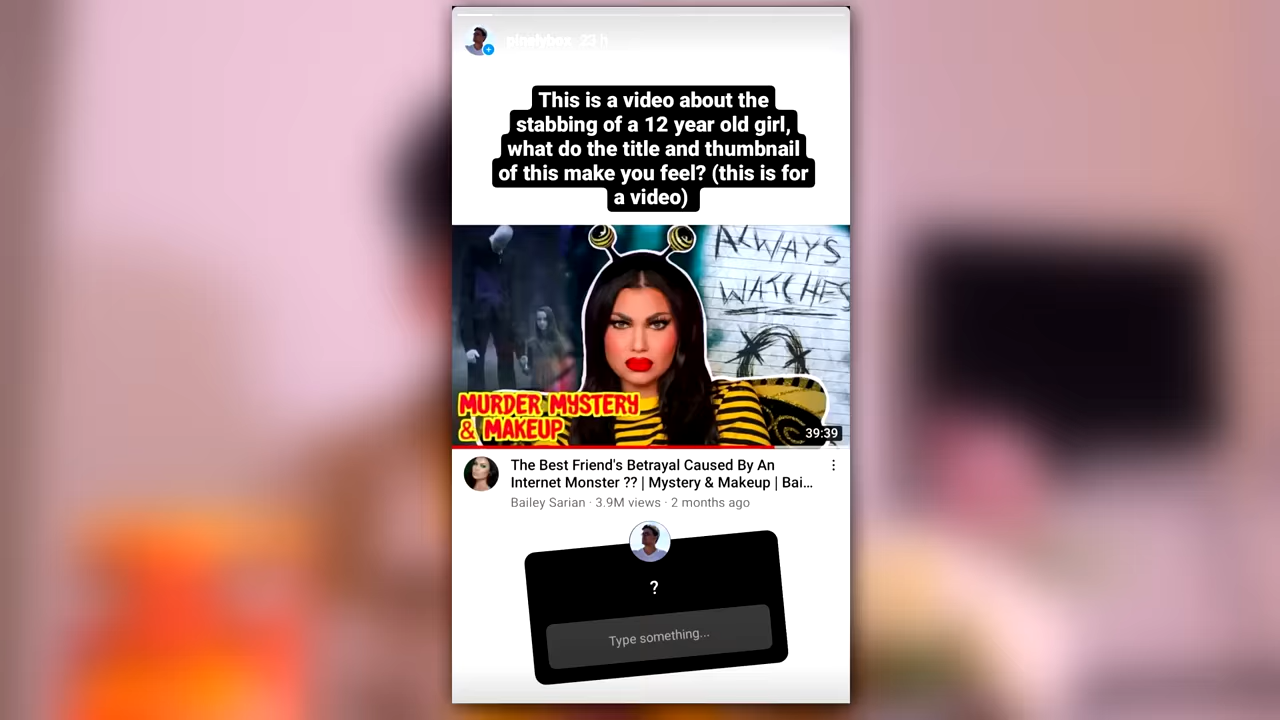 pinelybox 23 h
This is a video about the
stabbing of a 12 year old girl,
what do the title and thumbnail
of this make you feel? (this is for
a video)
ALWAYS
WATCHES
MURDER MYSTERY
& MAKEUP
39:39
The Best Friend's Betrayal Caused By An
Internet Monster ?? | Mystery & Makeup | Bai...
Bailey Sarian · 3.9M views · 2 months ago
?
Type something...